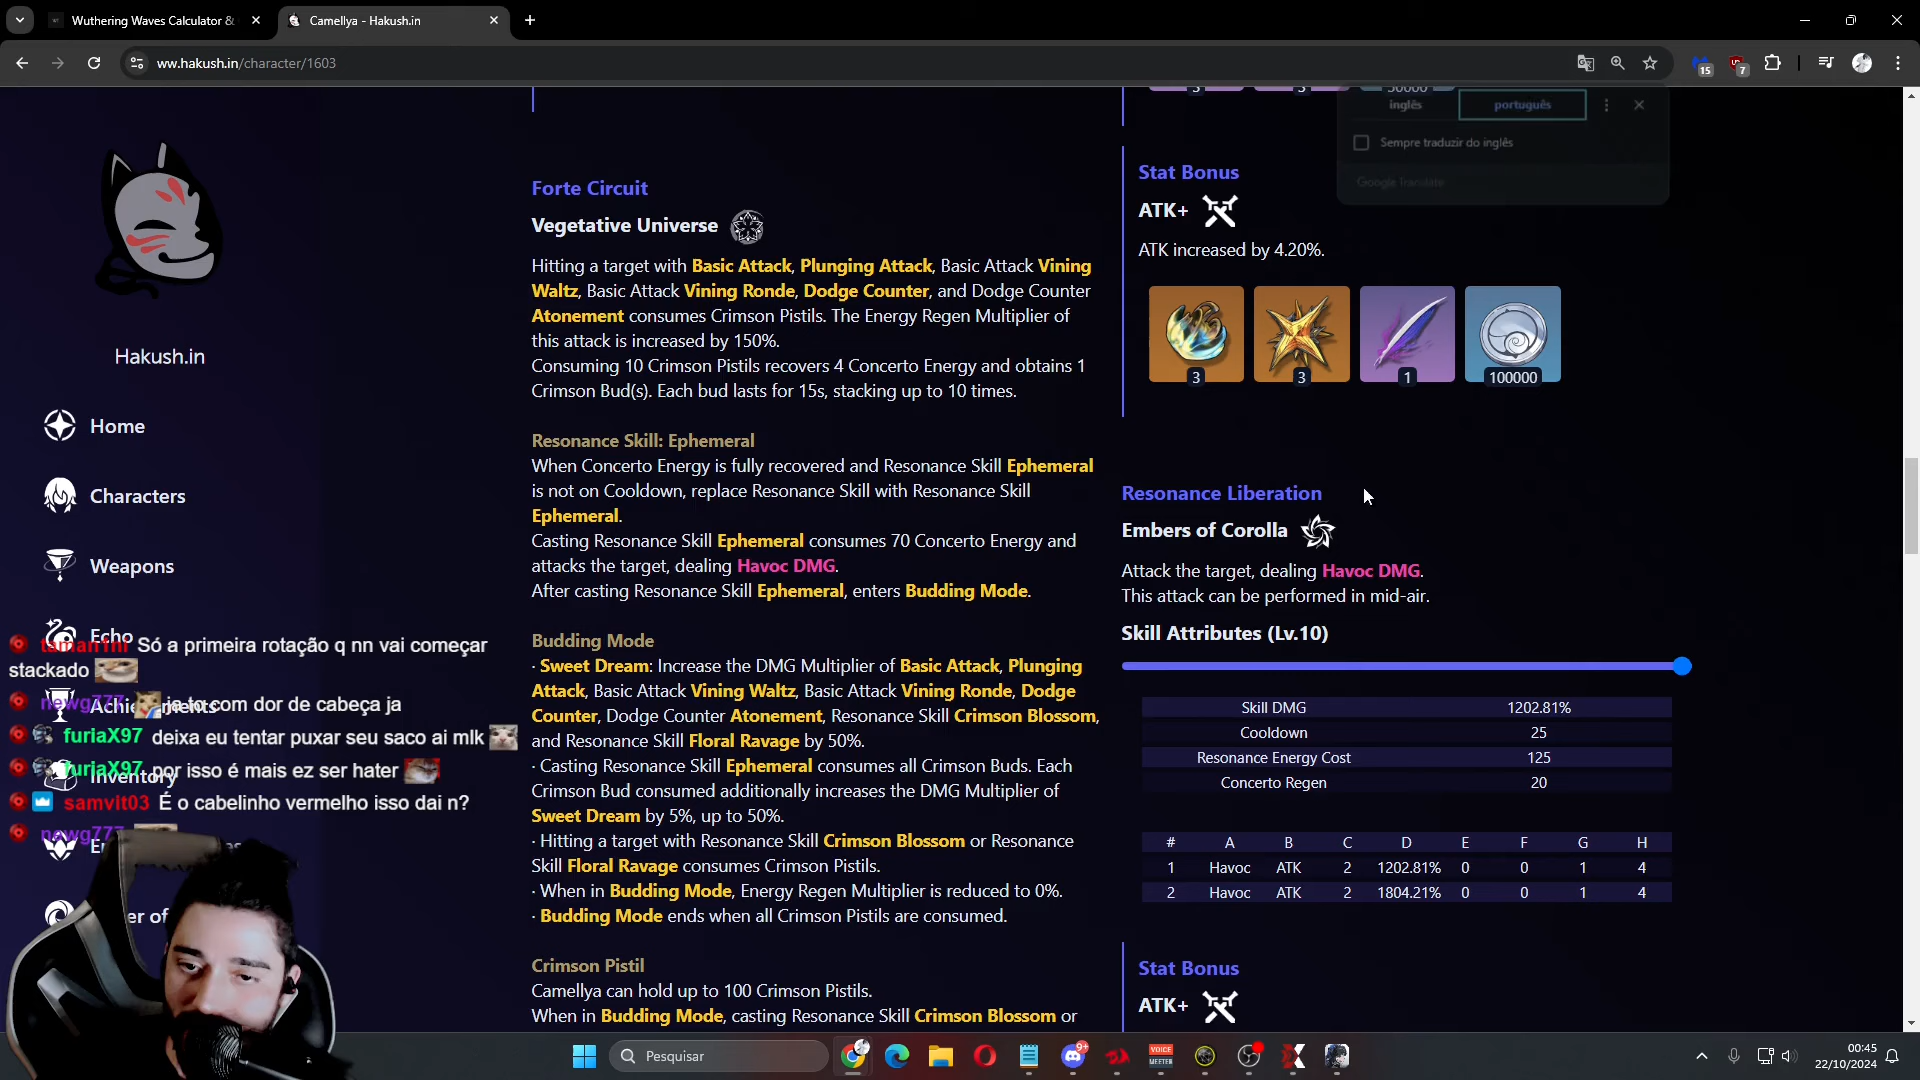 Wuthering Waves Calculator &
Camellya - Hakush.in
ww.hakush.in/character/1603
15
7
Hakush.in
Home
Characters
Weapons
Echo
Inventory
Forte Circuit
Vegetative Universe
Hitting a target with Basic Attack, Plunging Attack, Basic Attack Vining
Waltz, Basic Attack Vining Ronde, Dodge Counter, and Dodge Counter
Atonement consumes Crimson Pistils. The Energy Regen Multiplier of
this attack is increased by 150%.
Consuming 10 Crimson Pistils recovers 4 Concerto Energy and obtains 1
Crimson Bud(s). Each bud lasts for 15s, stacking up to 10 times.
Resonance Skill: Ephemeral
When Concerto Energy is fully recovered and Resonance Skill Ephemeral
is not on Cooldown, replace Resonance Skill with Resonance Skill
Ephemeral.
Casting Resonance Skill Ephemeral consumes 70 Concerto Energy and
attacks the target, dealing Havoc DMG.
After casting Resonance Skill Ephemeral, enters Budding Mode.
Budding Mode
· Sweet Dream: Increase the DMG Multiplier of Basic Attack, Plunging
Attack, Basic Attack Vining Waltz, Basic Attack Vining Ronde, Dodge
Counter, Dodge Counter Atonement, Resonance Skill Crimson Blossom,
and Resonance Skill Floral Ravage by 50%.
· Casting Resonance Skill Ephemeral consumes all Crimson Buds. Each
Crimson Bud consumed additionally increases the DMG Multiplier of
Sweet Dream by 5%, up to 50%.
· Hitting a target with Resonance Skill Crimson Blossom or Resonance
Skill Floral Ravage consumes Crimson Pistils.
· When in Budding Mode, Energy Regen Multiplier is reduced to 0%.
· Budding Mode ends when all Crimson Pistils are consumed.
Crimson Pistil
Camellya can hold up to 100 Crimson Pistils.
When in Budding Mode, casting Resonance Skill Crimson Blossom or
3 3 50000
inglês português
Sempre traduzir do inglês
Google Translate
Stat Bonus
ATK+
ATK increased by 4.20%.
3 3 1 100000
Resonance Liberation
Embers of Corolla
Attack the target, dealing Havoc DMG.
This attack can be performed in mid-air.
Skill Attributes (Lv.10)
Skill DMG 1202.81%
Cooldown 25
Resonance Energy Cost 125
Concerto Regen 20
# A B C D E F G H
1 Havoc ATK 2 1202.81% 0 0 1 4
2 Havoc ATK 2 1804.21% 0 0 1 4
Stat Bonus
ATK+
Só a primeira rotação q nn vai começar
stackado
newg777 ja to com dor de cabeça ja
furiaX97 deixa eu tentar puxar seu saco ai mlk
furiaX97 por isso é mais ez ser hater
samvit03 É o cabelinho vermelho isso dai n?
newg777
Pesquisar
9+
VOICE
MEETER
00:45
22/10/2024